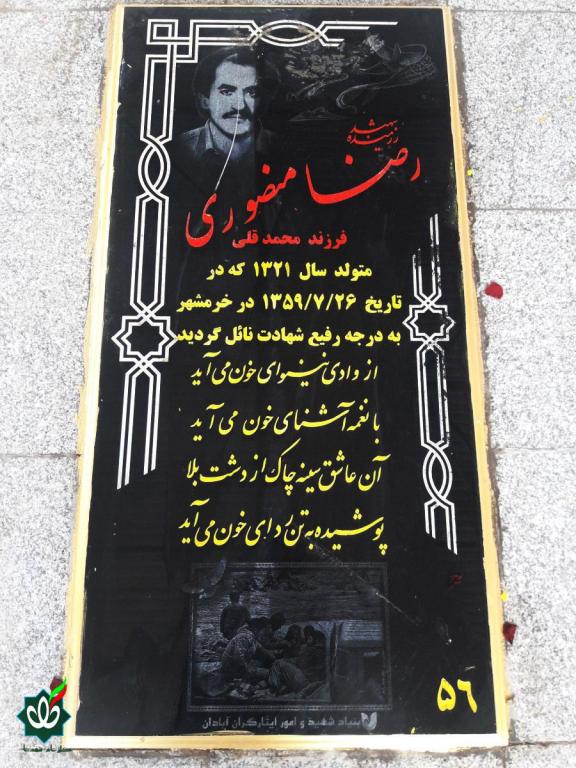 رزمنده شهید
رضا منصوری
فرزند محمد قلی
متولد سال ۱۳۲۱ که در
تاریخ ۱۳۵۹/۷/۲۶ در خرمشهر
به درجه رفیع شهادت نائل گردید
از وادی نینوای خون می آید
با نغمه آشنای خون می آید
آن عاشق سینه چاک از دشت بلا
پوشیده به تن ردای خون می آید
۵۶
بنیاد شهید و امور ایثارگران آبادان